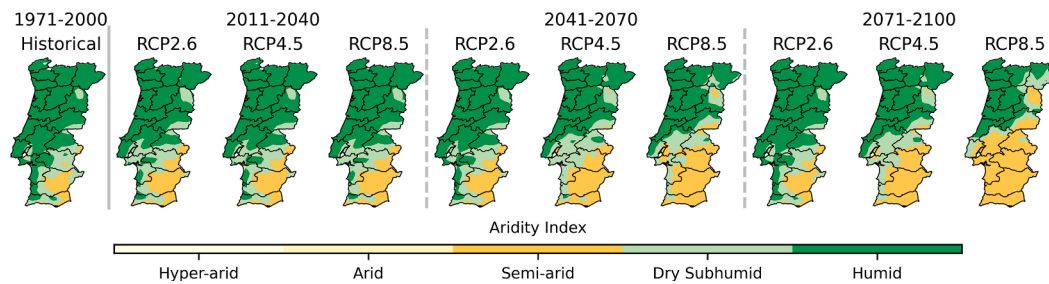 1971-2000
2011-2040
2041-2070
2071-2100
Historical
RCP2.6
RCP4.5
RCP8.5
RCP2.6
RCP4.5
RCP8.5
RCP2.6
RCP4.5
RCP8.5
Aridity Index
Hyper-arid
Arid
Semi-arid
Dry Subhumid
Humid